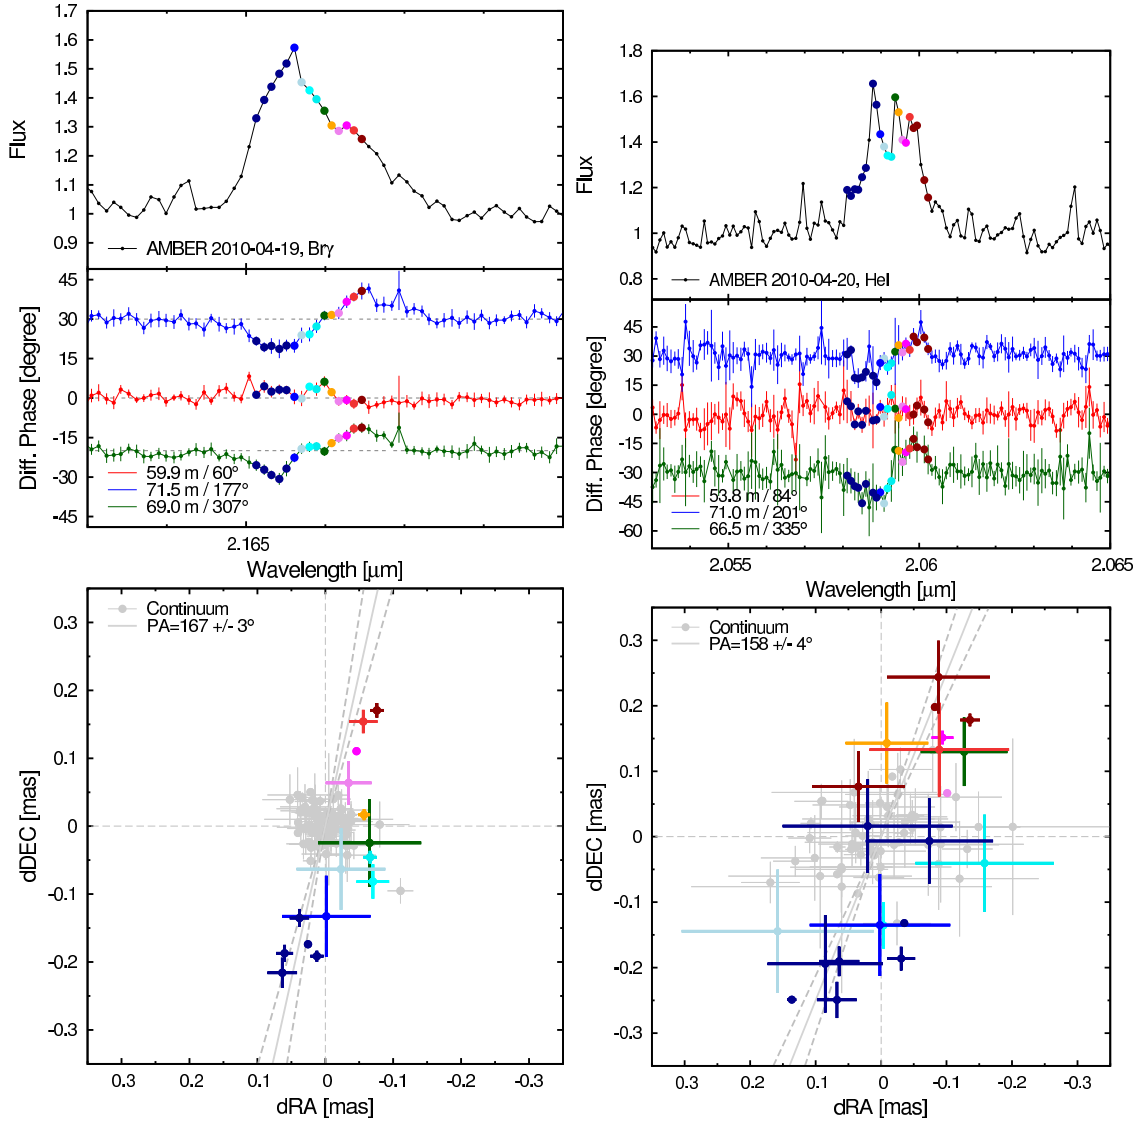 1.7
1.6
1.5
1.4
1.3
1.2
1.1
1
0.9
Flux
AMBER 2010-04-19, Brγ
45
30
15
0
-15
-30
-45
Diff. Phase [degree]
59.9 m / 60°
71.5 m / 177°
69.0 m / 307°
2.165
Wavelength [μm]
0.3
0.2
0.1
0
-0.1
-0.2
-0.3
dDEC [mas]
Continuum
PA=167 +/- 3°
0.3
0.2
0.1
0
-0.1
-0.2
-0.3
dRA [mas]
1.8
1.6
1.4
1.2
1
0.8
Flux
AMBER 2010-04-20, HeI
45
30
15
0
-15
-30
-45
-60
Diff. Phase [degree]
53.8 m / 84°
71.0 m / 201°
66.5 m / 335°
2.055
2.06
2.065
Wavelength [μm]
0.3
0.2
0.1
0
-0.1
-0.2
-0.3
dDEC [mas]
Continuum
PA=158 +/- 4°
0.3
0.2
0.1
0
-0.1
-0.2
-0.3
dRA [mas]